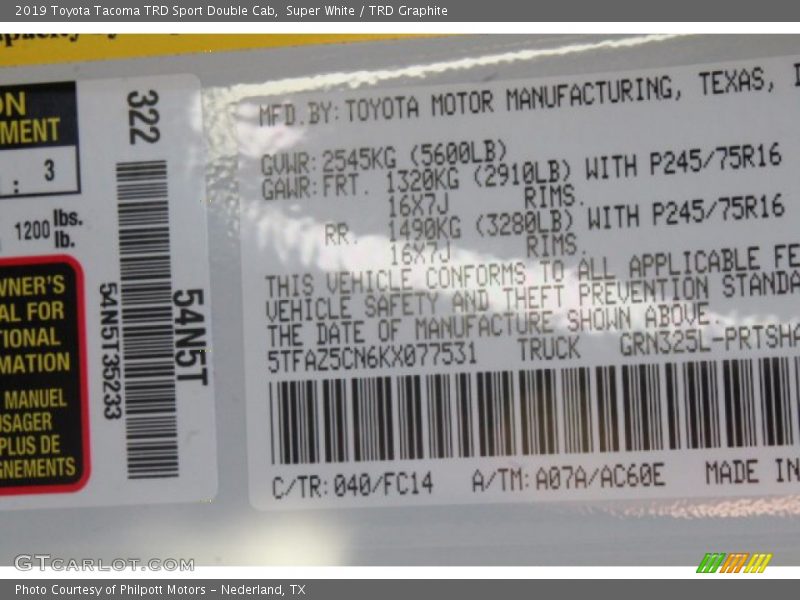 2019 Toyota Tacoma TRD Sport Double Cab, Super White / TRD Graphite
ON
MENT
: 3
1200 lbs.
lb.
WNER'S
AL FOR
TIONAL
MATION
MANUEL
USAGER
PLUS DE
GNEMENTS
322
54N5T
54N5T35233
MFD.BY:TOYOTA MOTOR MANUFACTURING, TEXAS, I
GVWR:2545KG (5600LB)
GAWR:FRT. 1320KG (2910LB) WITH P245/75R16
16X7J RIMS.
RR. 1490KG (3280LB) WITH P245/75R16
16X7J RIMS.
THIS VEHICLE CONFORMS TO ALL APPLICABLE FE
VEHICLE SAFETY AND THEFT PREVENTION STANDA
THE DATE OF MANUFACTURE SHOWN ABOVE.
5TFAZ5CN6KX077531 TRUCK GRN325L-PRTSHA
C/TR:040/FC14 A/TM:A07A/AC60E MADE IN
GTCARLOT.COM
Photo Courtesy of Philpott Motors - Nederland, TX